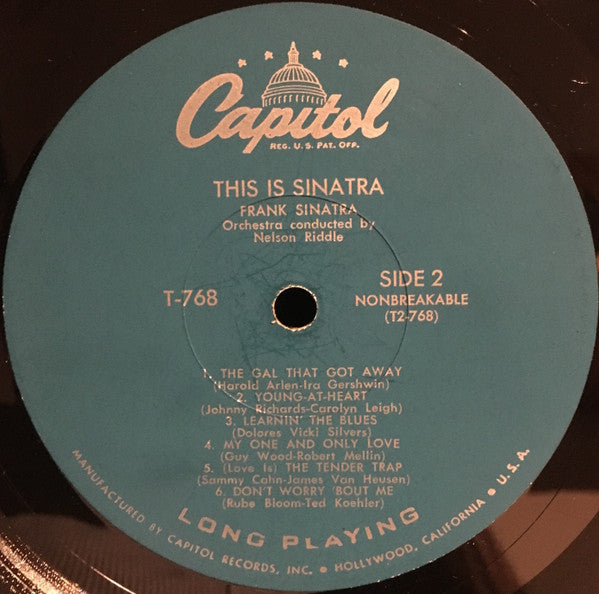 Capitol
REG. U.S. PAT. OFF.
THIS IS SINATRA
FRANK SINATRA
Orchestra conducted by
Nelson Riddle
T-768
SIDE 2
NONBREAKABLE
(T2-768)
1. THE GAL THAT GOT AWAY
(Harold Arlen-Ira Gershwin)
2. YOUNG-AT-HEART
(Johnny Richards-Carolyn Leigh)
3. LEARNIN' THE BLUES
(Dolores Vicki Silvers)
4. MY ONE AND ONLY LOVE
(Guy Wood-Robert Mellin)
5. (Love Is) THE TENDER TRAP
(Sammy Cahn-James Van Heusen)
6. DON'T WORRY 'BOUT ME
(Rube Bloom-Ted Koehler)
LONG PLAYING
MANUFACTURED BY CAPITOL RECORDS, INC. • HOLLYWOOD, CALIFORNIA • U.S.A.